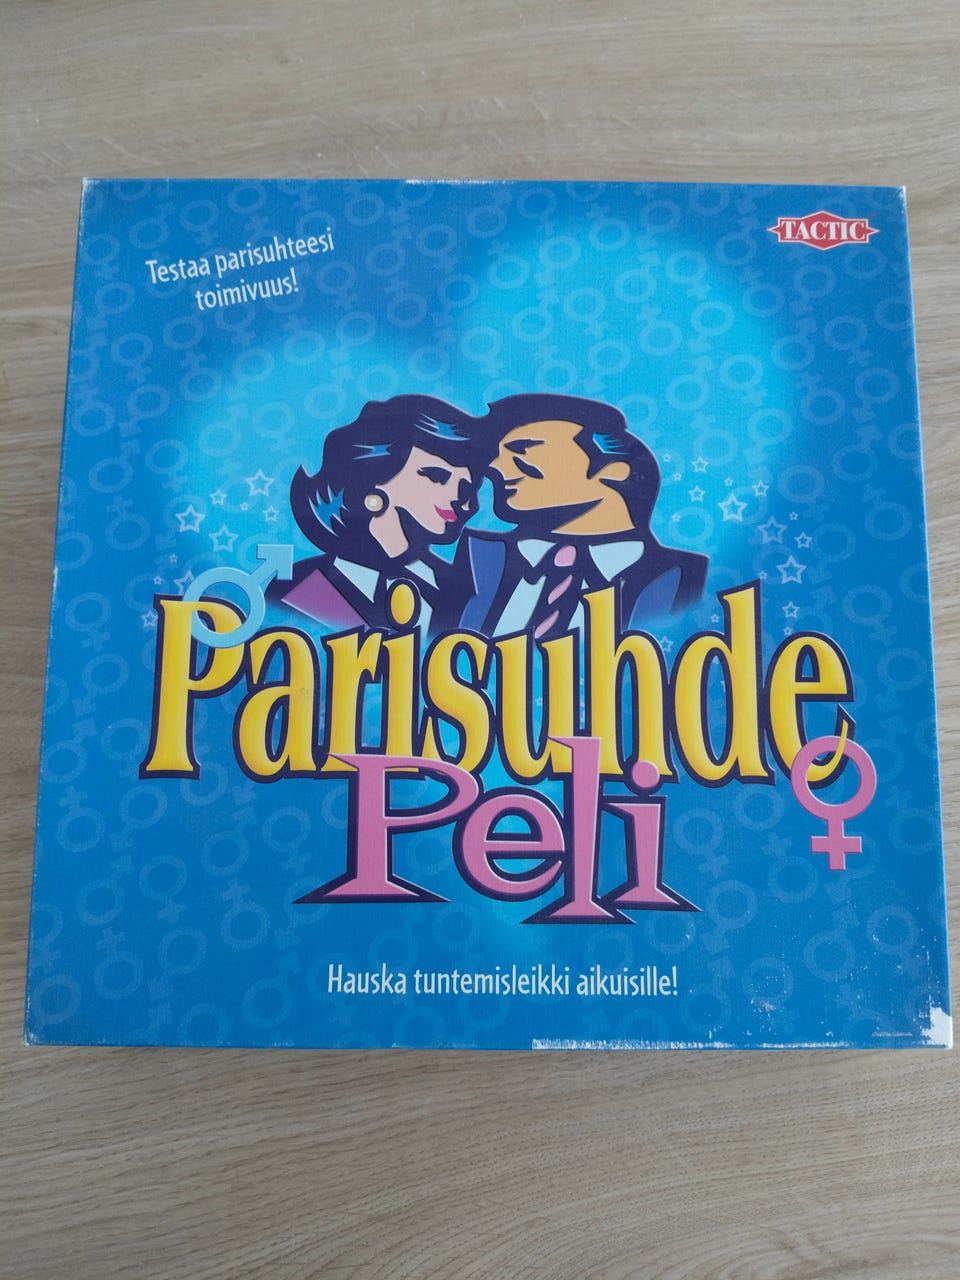 Testaa parisuhteesi
toimivuus!
TACTIC
Parisuhde
Peli
Hauska tuntemisleikki aikuisille!